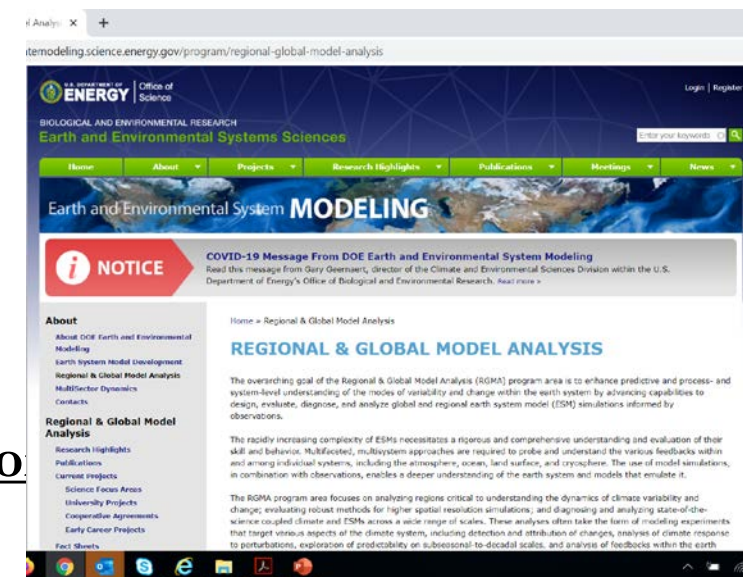 el Analysi × +
temodeling.science.energy.gov/program/regional-global-model-analysis
U.S. DEPARTMENT OF
ENERGY
Office of
Science
Login | Register
BIOLOGICAL AND ENVIRONMENTAL RESEARCH
Earth and Environmental Systems Sciences
Enter your keywords
Home About Projects Research Highlights Publications Meetings News
Earth and Environmental System MODELING
i NOTICE
COVID-19 Message From DOE Earth and Environmental System Modeling
Read this message from Gary Geernaert, director of the Climate and Environmental Sciences Division within the U.S.
Department of Energy's Office of Biological and Environmental Research. Read more »
About
About DOE Earth and Environmental
Modeling
Earth System Model Development
Regional & Global Model Analysis
MultiSector Dynamics
Contacts
Regional & Global Model
Analysis
Research Highlights
Publications
Current Projects
Science Focus Areas
University Projects
Cooperative Agreements
Early Career Projects
Fact Sheets
Home » Regional & Global Model Analysis
REGIONAL & GLOBAL MODEL ANALYSIS
The overarching goal of the Regional & Global Model Analysis (RGMA) program area is to enhance predictive and process- and
system-level understanding of the modes of variability and change within the earth system by advancing capabilities to
design, evaluate, diagnose, and analyze global and regional earth system model (ESM) simulations informed by
observations.
The rapidly increasing complexity of ESMs necessitates a rigorous and comprehensive understanding and evaluation of their
skill and behavior. Multifaceted, multisystem approaches are required to probe and understand the various feedbacks within
and among individual systems, including the atmosphere, ocean, land surface, and cryosphere. The use of model simulations,
in combination with observations, enables a deeper understanding of the earth system and models that emulate it.
The RGMA program area focuses on analyzing regions critical to understanding the dynamics of climate variability and
change; evaluating robust methods for higher spatial resolution simulations; and diagnosing and analyzing state-of-the-
science coupled climate and ESMs across a wide range of scales. These analyses often take the form of modeling experiments
that target various aspects of the climate system, including detection and attribution of changes, analysis of climate response
to perturbations, exploration of predictability on subseasonal-to-decadal scales, and analysis of feedbacks within the earth